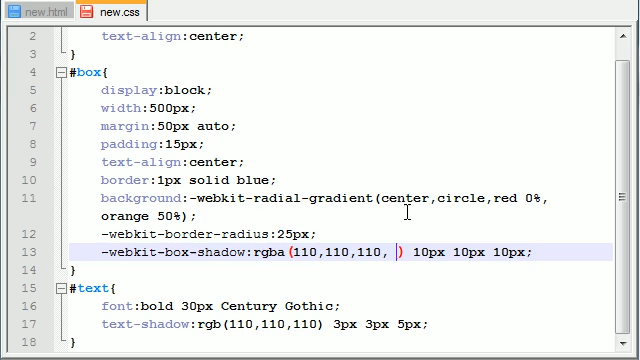 new.html new.css
2 text-align:center;
3 }
4 #box{
5 display:block;
6 width:500px;
7 margin:50px auto;
8 padding:15px;
9 text-align:center;
10 border:1px solid blue;
11 background:-webkit-radial-gradient(center,circle,red 0%,
orange 50%);
12 -webkit-border-radius:25px;
13 -webkit-box-shadow:rgba(110,110,110, ) 10px 10px 10px;
14 }
15 #text{
16 font:bold 30px Century Gothic;
17 text-shadow:rgb(110,110,110) 3px 3px 5px;
18 }